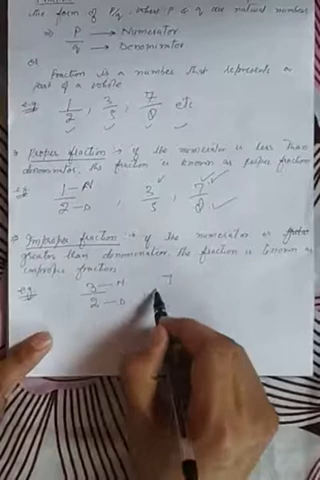 the form of P/q, where P & q are natural numbers
⇒ P → Numerator
q → Denominator
or
fraction is a number that represents a
part of a whole
e.g 1/2, 3/5, 7/8 etc
Proper fraction → if the numerator is less than
denominator, the fraction is known as proper fraction
eg: 1 — N / 2 — D, 3/5, 7/8
Improper fraction → if the numerator is
greater than denominator, the fraction is known as
improper fraction
eg 3 — N / 2 — D 7